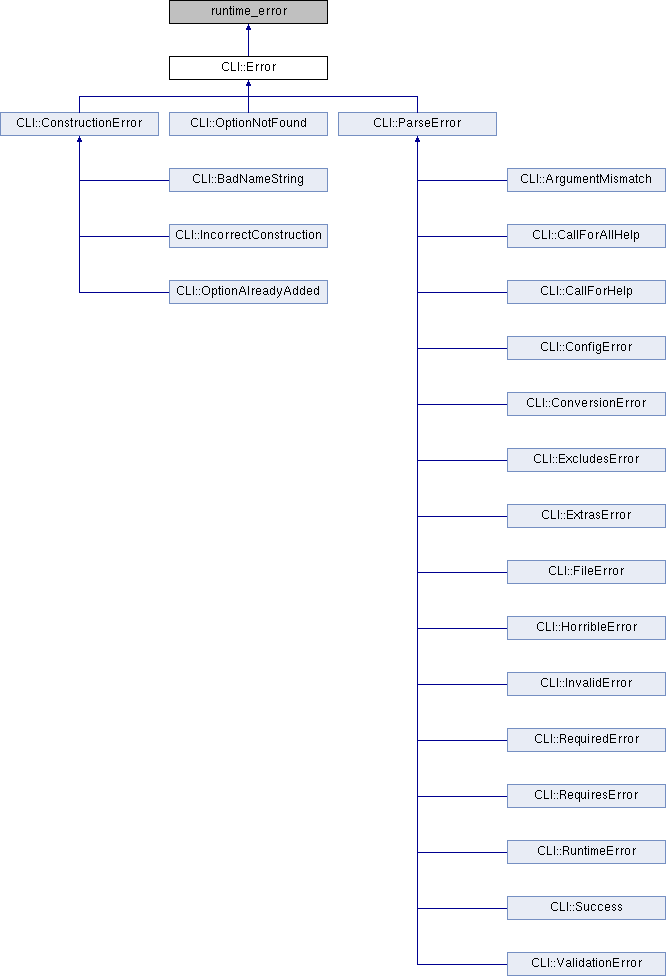 runtime_error
CLI::Error
CLI::ConstructionError
CLI::OptionNotFound
CLI::ParseError
CLI::BadNameString
CLI::ArgumentMismatch
CLI::IncorrectConstruction
CLI::CallForAllHelp
CLI::OptionAlreadyAdded
CLI::CallForHelp
CLI::ConfigError
CLI::ConversionError
CLI::ExcludesError
CLI::ExtrasError
CLI::FileError
CLI::HorribleError
CLI::InvalidError
CLI::RequiredError
CLI::RequiresError
CLI::RuntimeError
CLI::Success
CLI::ValidationError